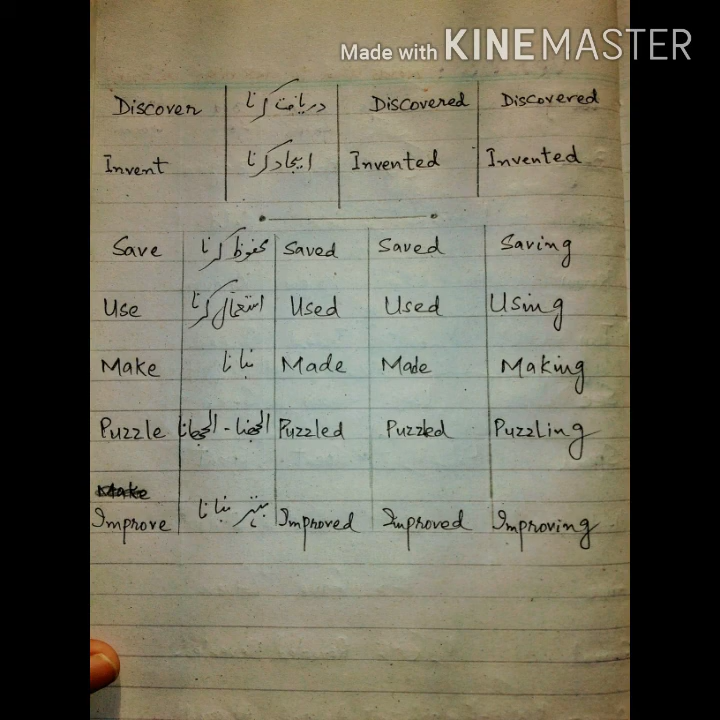 Made with KINEMASTER
Discover دریافت کرنا Discovered Discovered
Invent ایجاد کرنا Invented Invented
Save محفوظ کرنا Saved Saved Saving
Use استعمال کرنا Used Used Using
Make بنانا Made Made Making
Puzzle الجھنا - الجھانا Puzzled Puzzled Puzzling
Make
Improve بہتر بنانا Improved Improved Improving